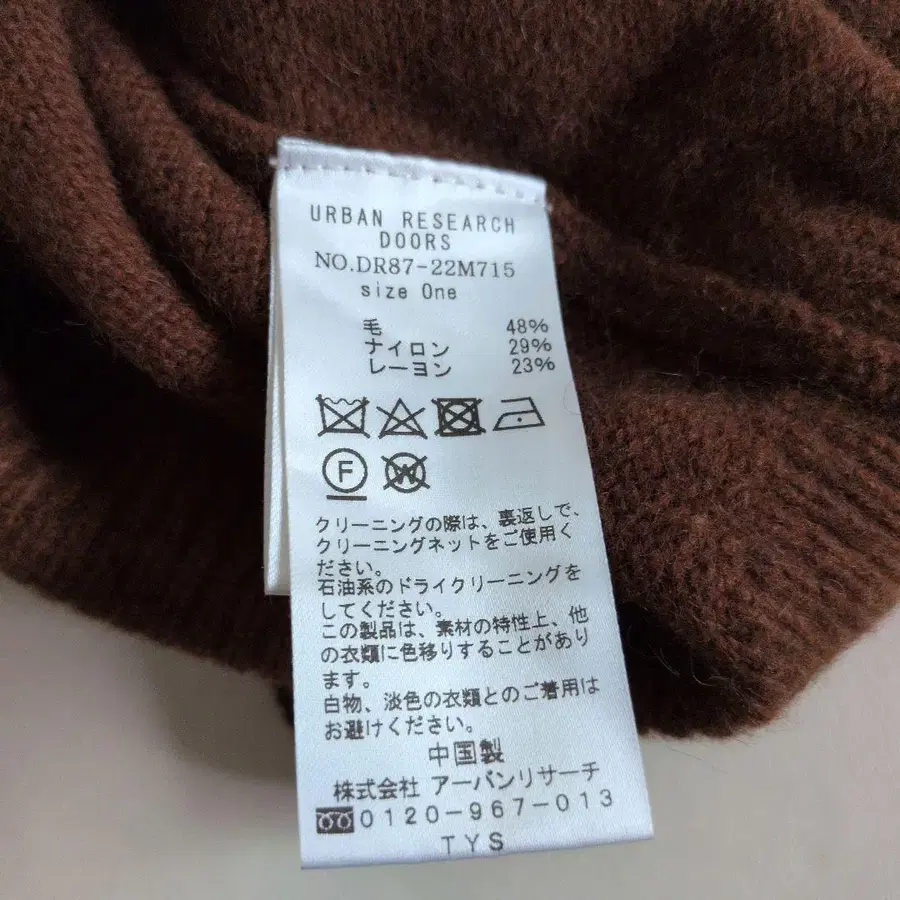 URBAN RESEARCH
DOORS
NO.DR87-22M715
size One
毛 48%
ナイロン 29%
レーヨン 23%
F W
クリーニングの際は、裏返しで、
クリーニングネットをご使用く
ださい。
石油系のドライクリーニングを
してください。
この製品は、素材の特性上、他
の衣類に色移りすることがあり
ます。
白物、淡色の衣類とのご着用は
お避けください。
中国製
株式会社 アーバンリサーチ
0120-967-013
TYS